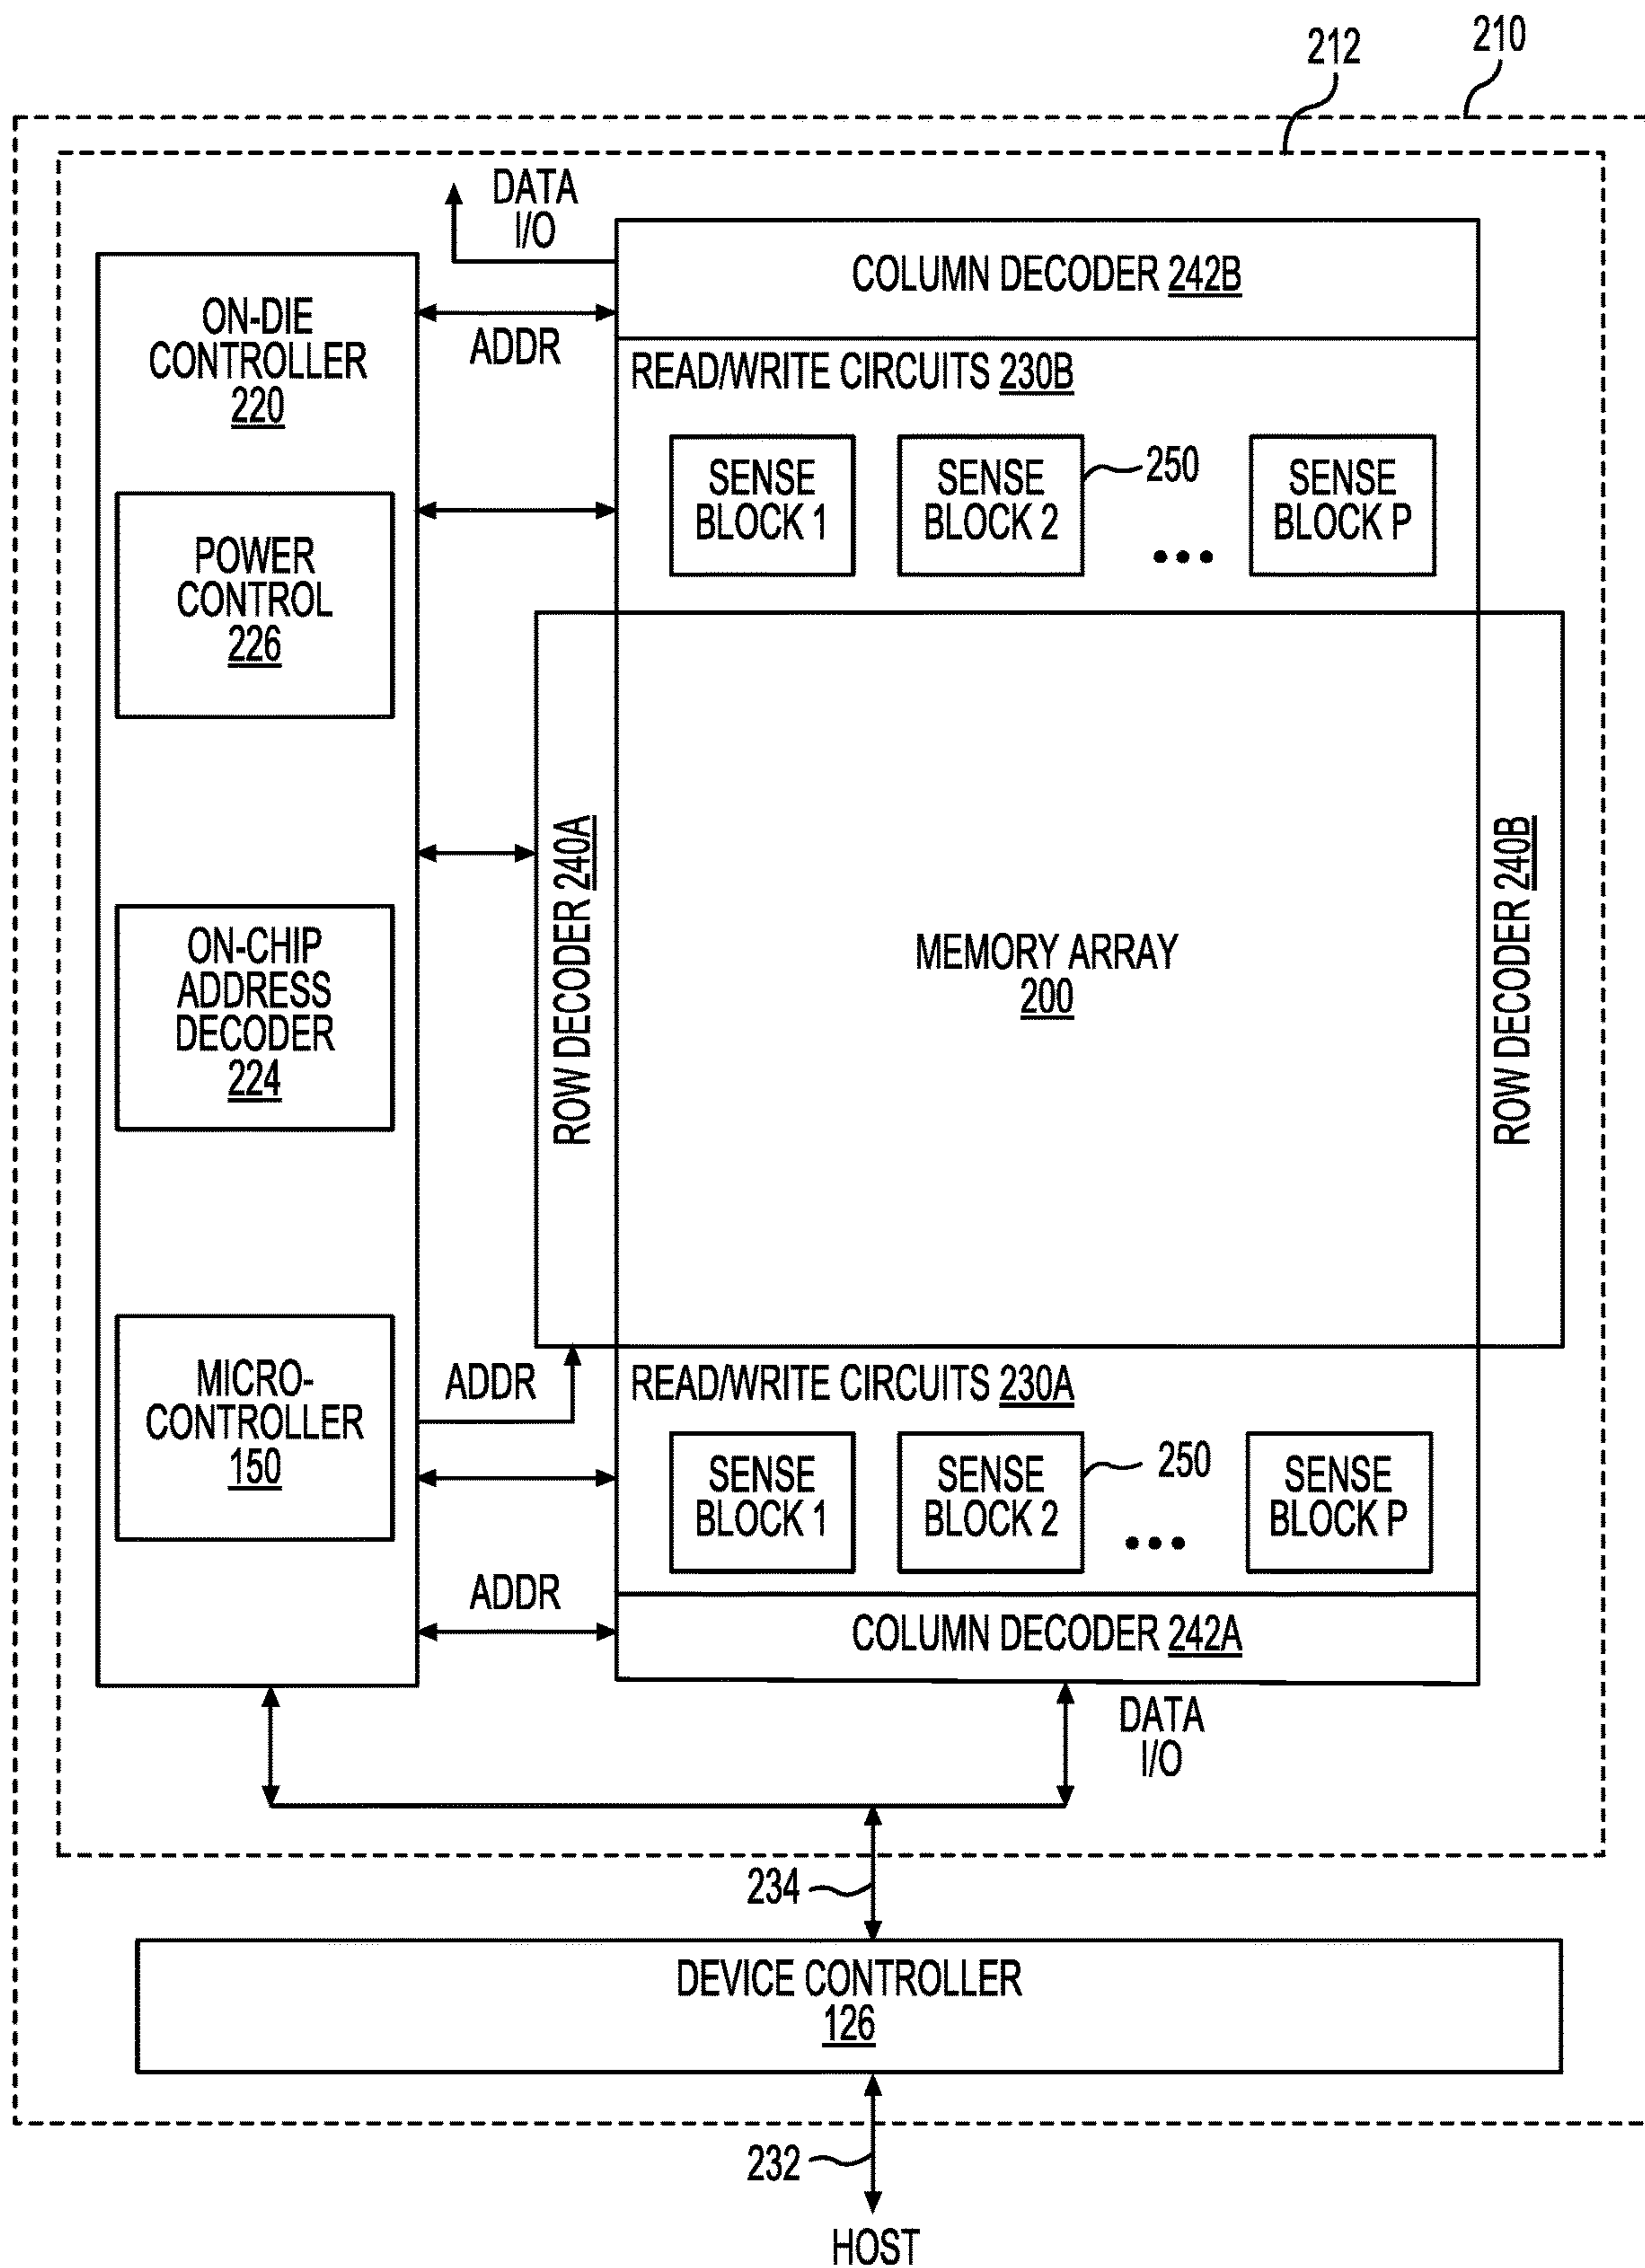 210
212
DATA
I/O
COLUMN DECODER 242B
ON-DIE
CONTROLLER
220
ADDR
READ/WRITE CIRCUITS 230B
SENSE
BLOCK 1
SENSE
BLOCK 2
250
SENSE
BLOCK P
POWER
CONTROL
226
ROW DECODER 240A
MEMORY ARRAY
200
ROW DECODER 240B
ON-CHIP
ADDRESS
DECODER
224
MICRO-
CONTROLLER
150
ADDR
READ/WRITE CIRCUITS 230A
SENSE
BLOCK 1
SENSE
BLOCK 2
250
SENSE
BLOCK P
ADDR
COLUMN DECODER 242A
DATA
I/O
234
DEVICE CONTROLLER
126
232
HOST